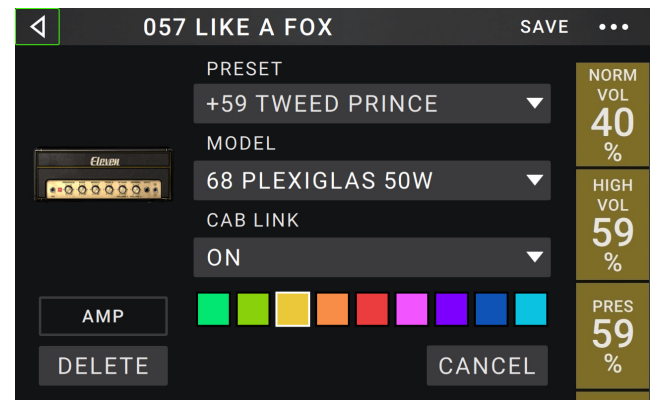 057 LIKE A FOX
SAVE
PRESET
+59 TWEED PRINCE
MODEL
68 PLEXIGLAS 50W
CAB LINK
ON
Eleven
AMP
DELETE
CANCEL
NORM
VOL
40
%
HIGH
VOL
59
%
PRES
59
%